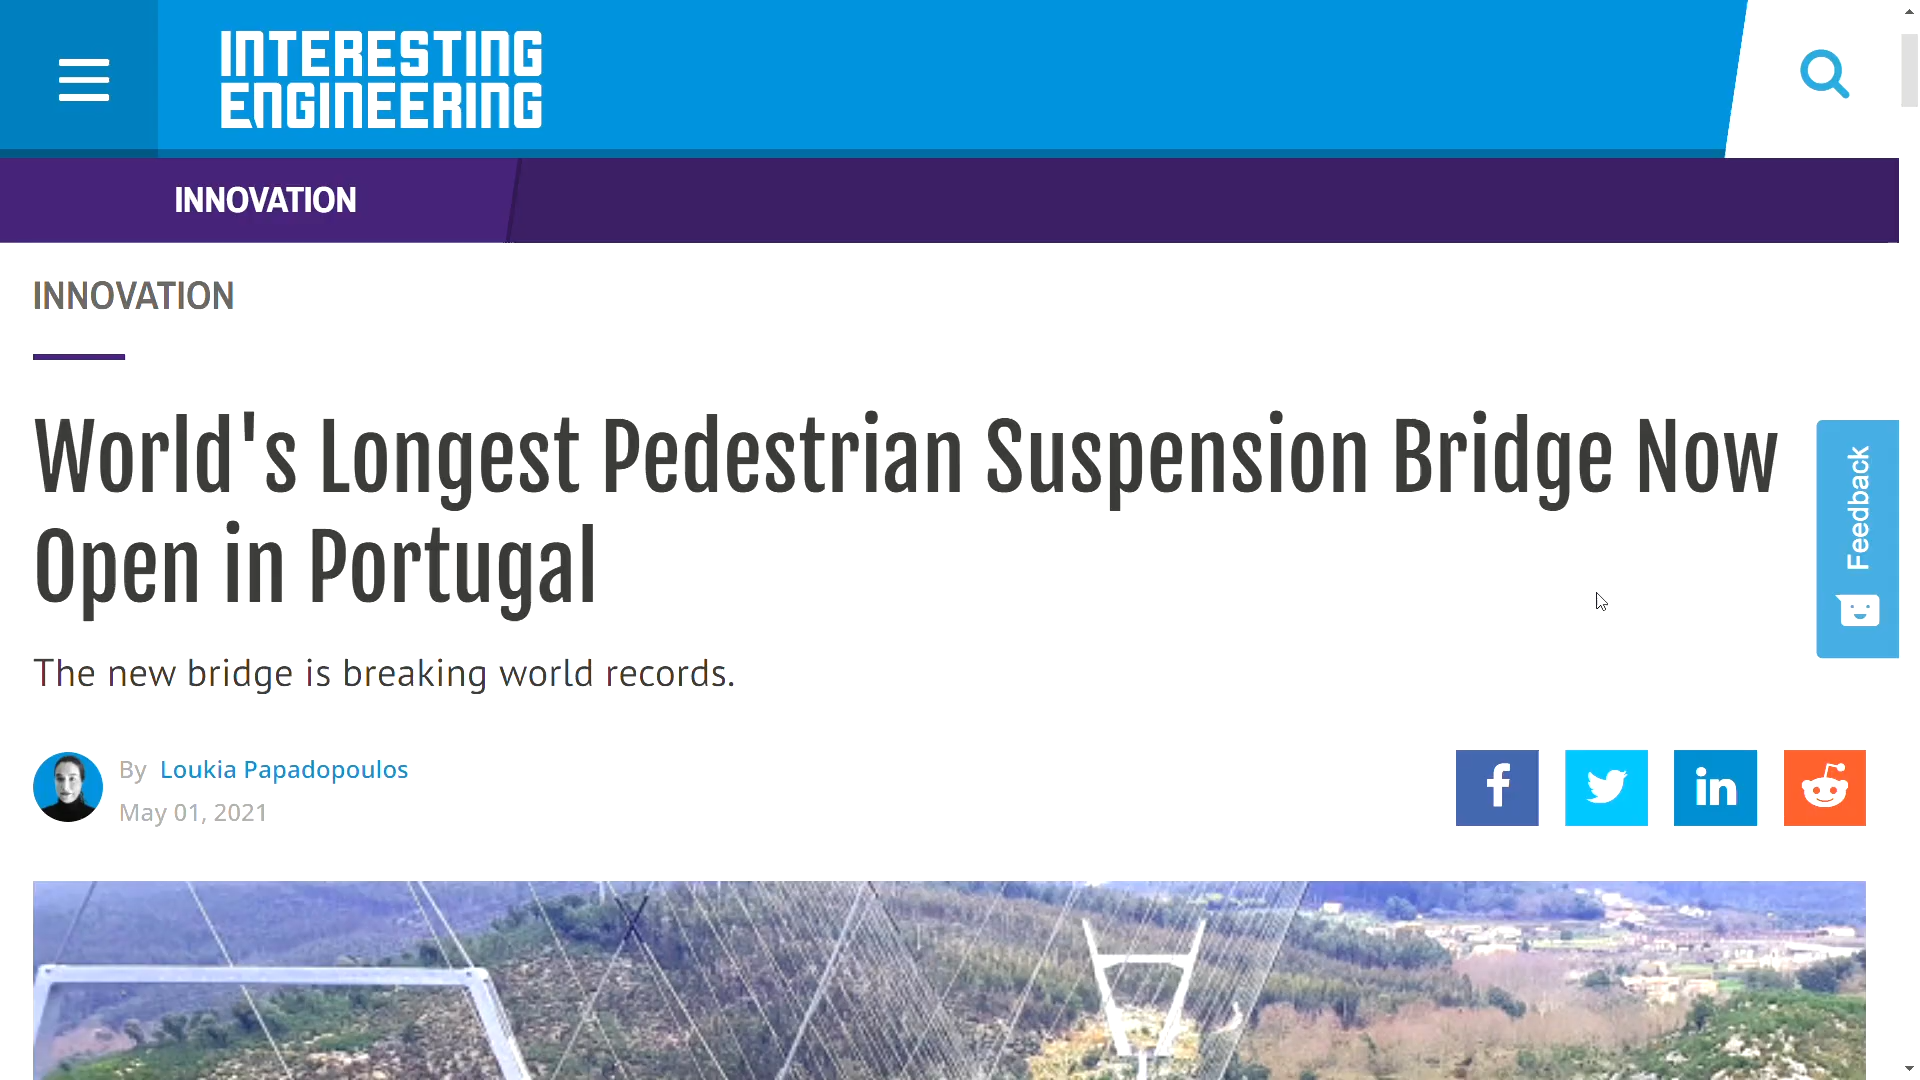 INTERESTING
ENGINEERING
INNOVATION
INNOVATION
World's Longest Pedestrian Suspension Bridge Now
Open in Portugal
Feedback
The new bridge is breaking world records.
By Loukia Papadopoulos
May 01, 2021